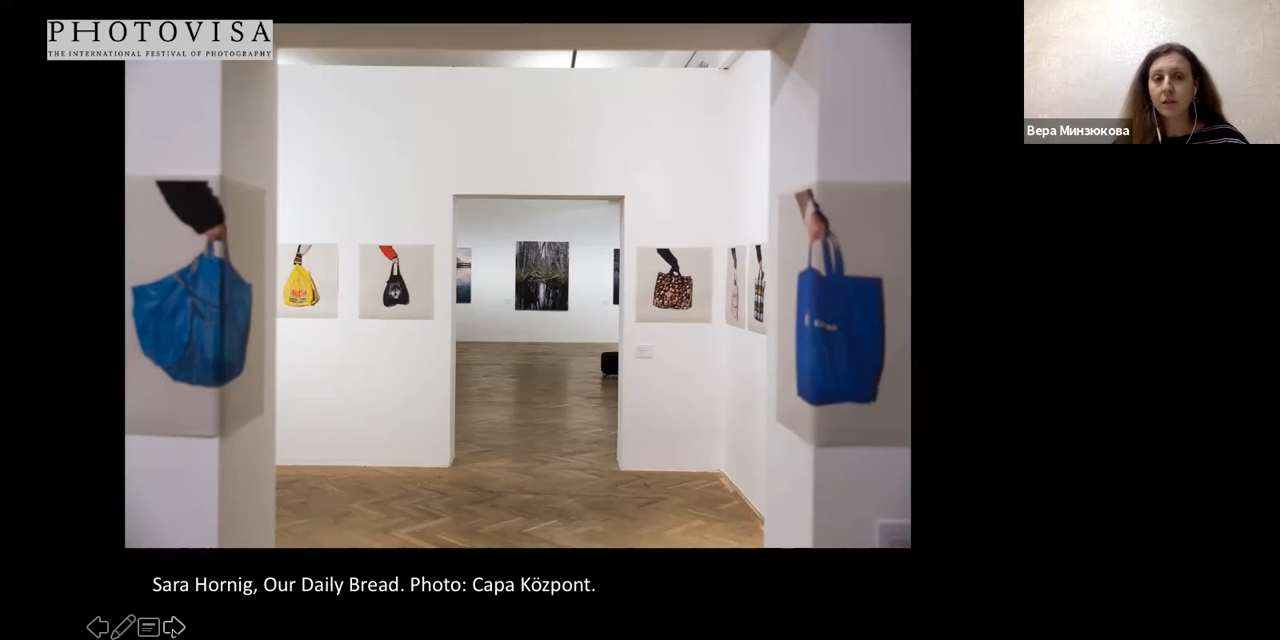 PHOTOVISA
THE INTERNATIONAL FESTIVAL OF PHOTOGRAPHY
Вера Минзюкова
Sara Hornig, Our Daily Bread. Photo: Capa Központ.